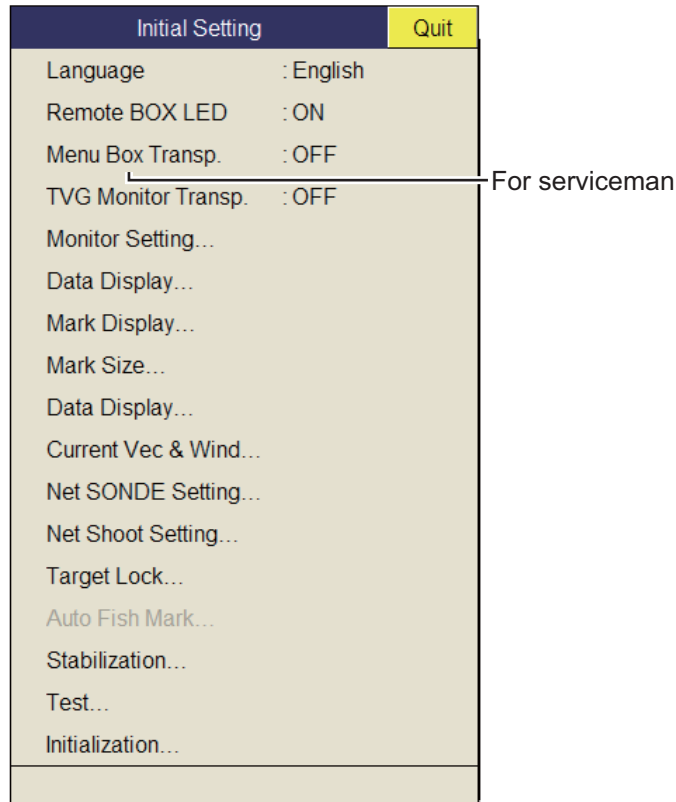 Initial Setting Quit
Language : English
Remote BOX LED : ON
Menu Box Transp. : OFF
For serviceman
TVG Monitor Transp. : OFF
Monitor Setting...
Data Display...
Mark Display...
Mark Size...
Data Display...
Current Vec & Wind...
Net SONDE Setting...
Net Shoot Setting...
Target Lock...
Auto Fish Mark...
Stabilization...
Test...
Initialization...